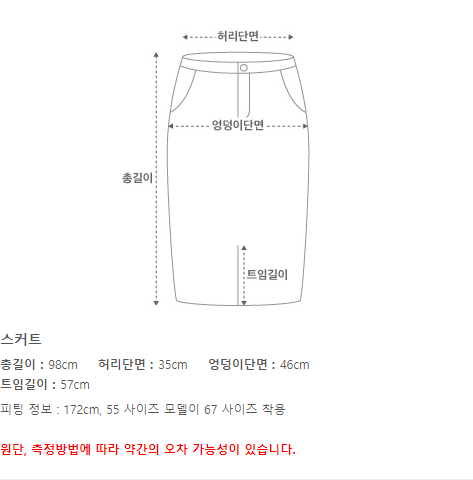 허리단면
엉덩이단면
총길이
트임길이
스커트
총길이 : 98cm 허리단면 : 35cm 엉덩이단면 : 46cm
트임길이 : 57cm
피팅 정보 : 172cm, 55 사이즈 모델이 67 사이즈 착용
원단, 측정방법에 따라 약간의 오차 가능성이 있습니다.